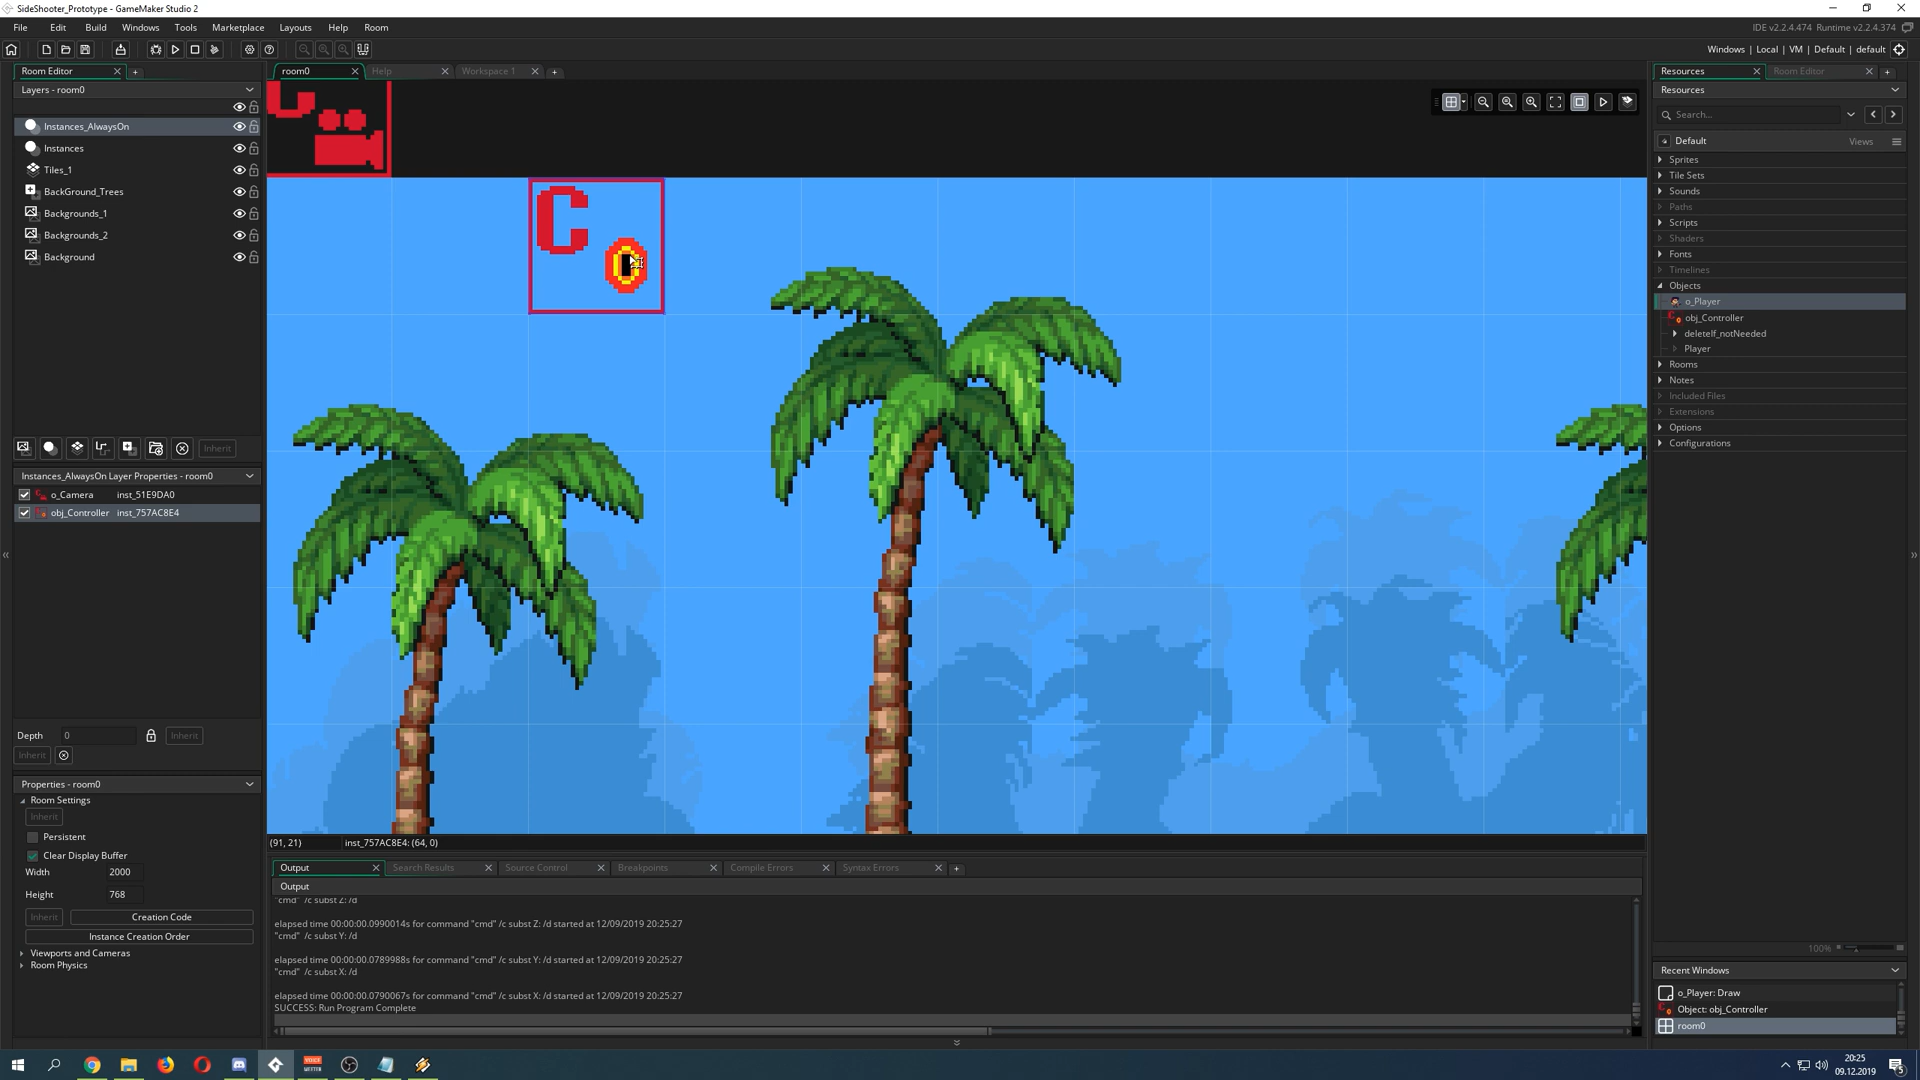 SideShooter_Prototype - GameMaker Studio 2
File Edit Build Windows Tools Marketplace Layouts Help Room
IDE v2.2.4.474 Runtime v2.2.4.374
Windows | Local | VM | Default | default
Room Editor
room0 Help Workspace 1
Resources Room Editor
Layers - room0
Resources
Search...
Instances_AlwaysOn
Instances
Tiles_1
BackGround_Trees
Backgrounds_1
Backgrounds_2
Background
Inherit
Default Views
Sprites
Tile Sets
Sounds
Paths
Scripts
Shaders
Fonts
Timelines
Objects
o_Player
obj_Controller
deleteIf_notNeeded
Player
Rooms
Notes
Included Files
Extensions
Options
Configurations
C
Instances_AlwaysOn Layer Properties - room0
o_Camera inst_51E9DA0
obj_Controller inst_757AC8E4
Depth 0 Inherit
Inherit
Properties - room0
Room Settings
Inherit
Persistent
Clear Display Buffer
Width 2000
Height 768
Inherit Creation Code
Instance Creation Order
Viewports and Cameras
Room Physics
(91, 21) inst_757AC8E4: (64, 0)
Output Search Results Source Control Breakpoints Compile Errors Syntax Errors
Output
"cmd" /c subst Z: /d
elapsed time 00:00:00.0990014s for command "cmd" /c subst Z: /d started at 12/09/2019 20:25:27
"cmd" /c subst Y: /d
elapsed time 00:00:00.0789988s for command "cmd" /c subst Y: /d started at 12/09/2019 20:25:27
"cmd" /c subst X: /d
elapsed time 00:00:00.0790067s for command "cmd" /c subst X: /d started at 12/09/2019 20:25:27
SUCCESS: Run Program Complete
100%
Recent Windows
o_Player: Draw
Object: obj_Controller
room0
20:25
09.12.2019
5